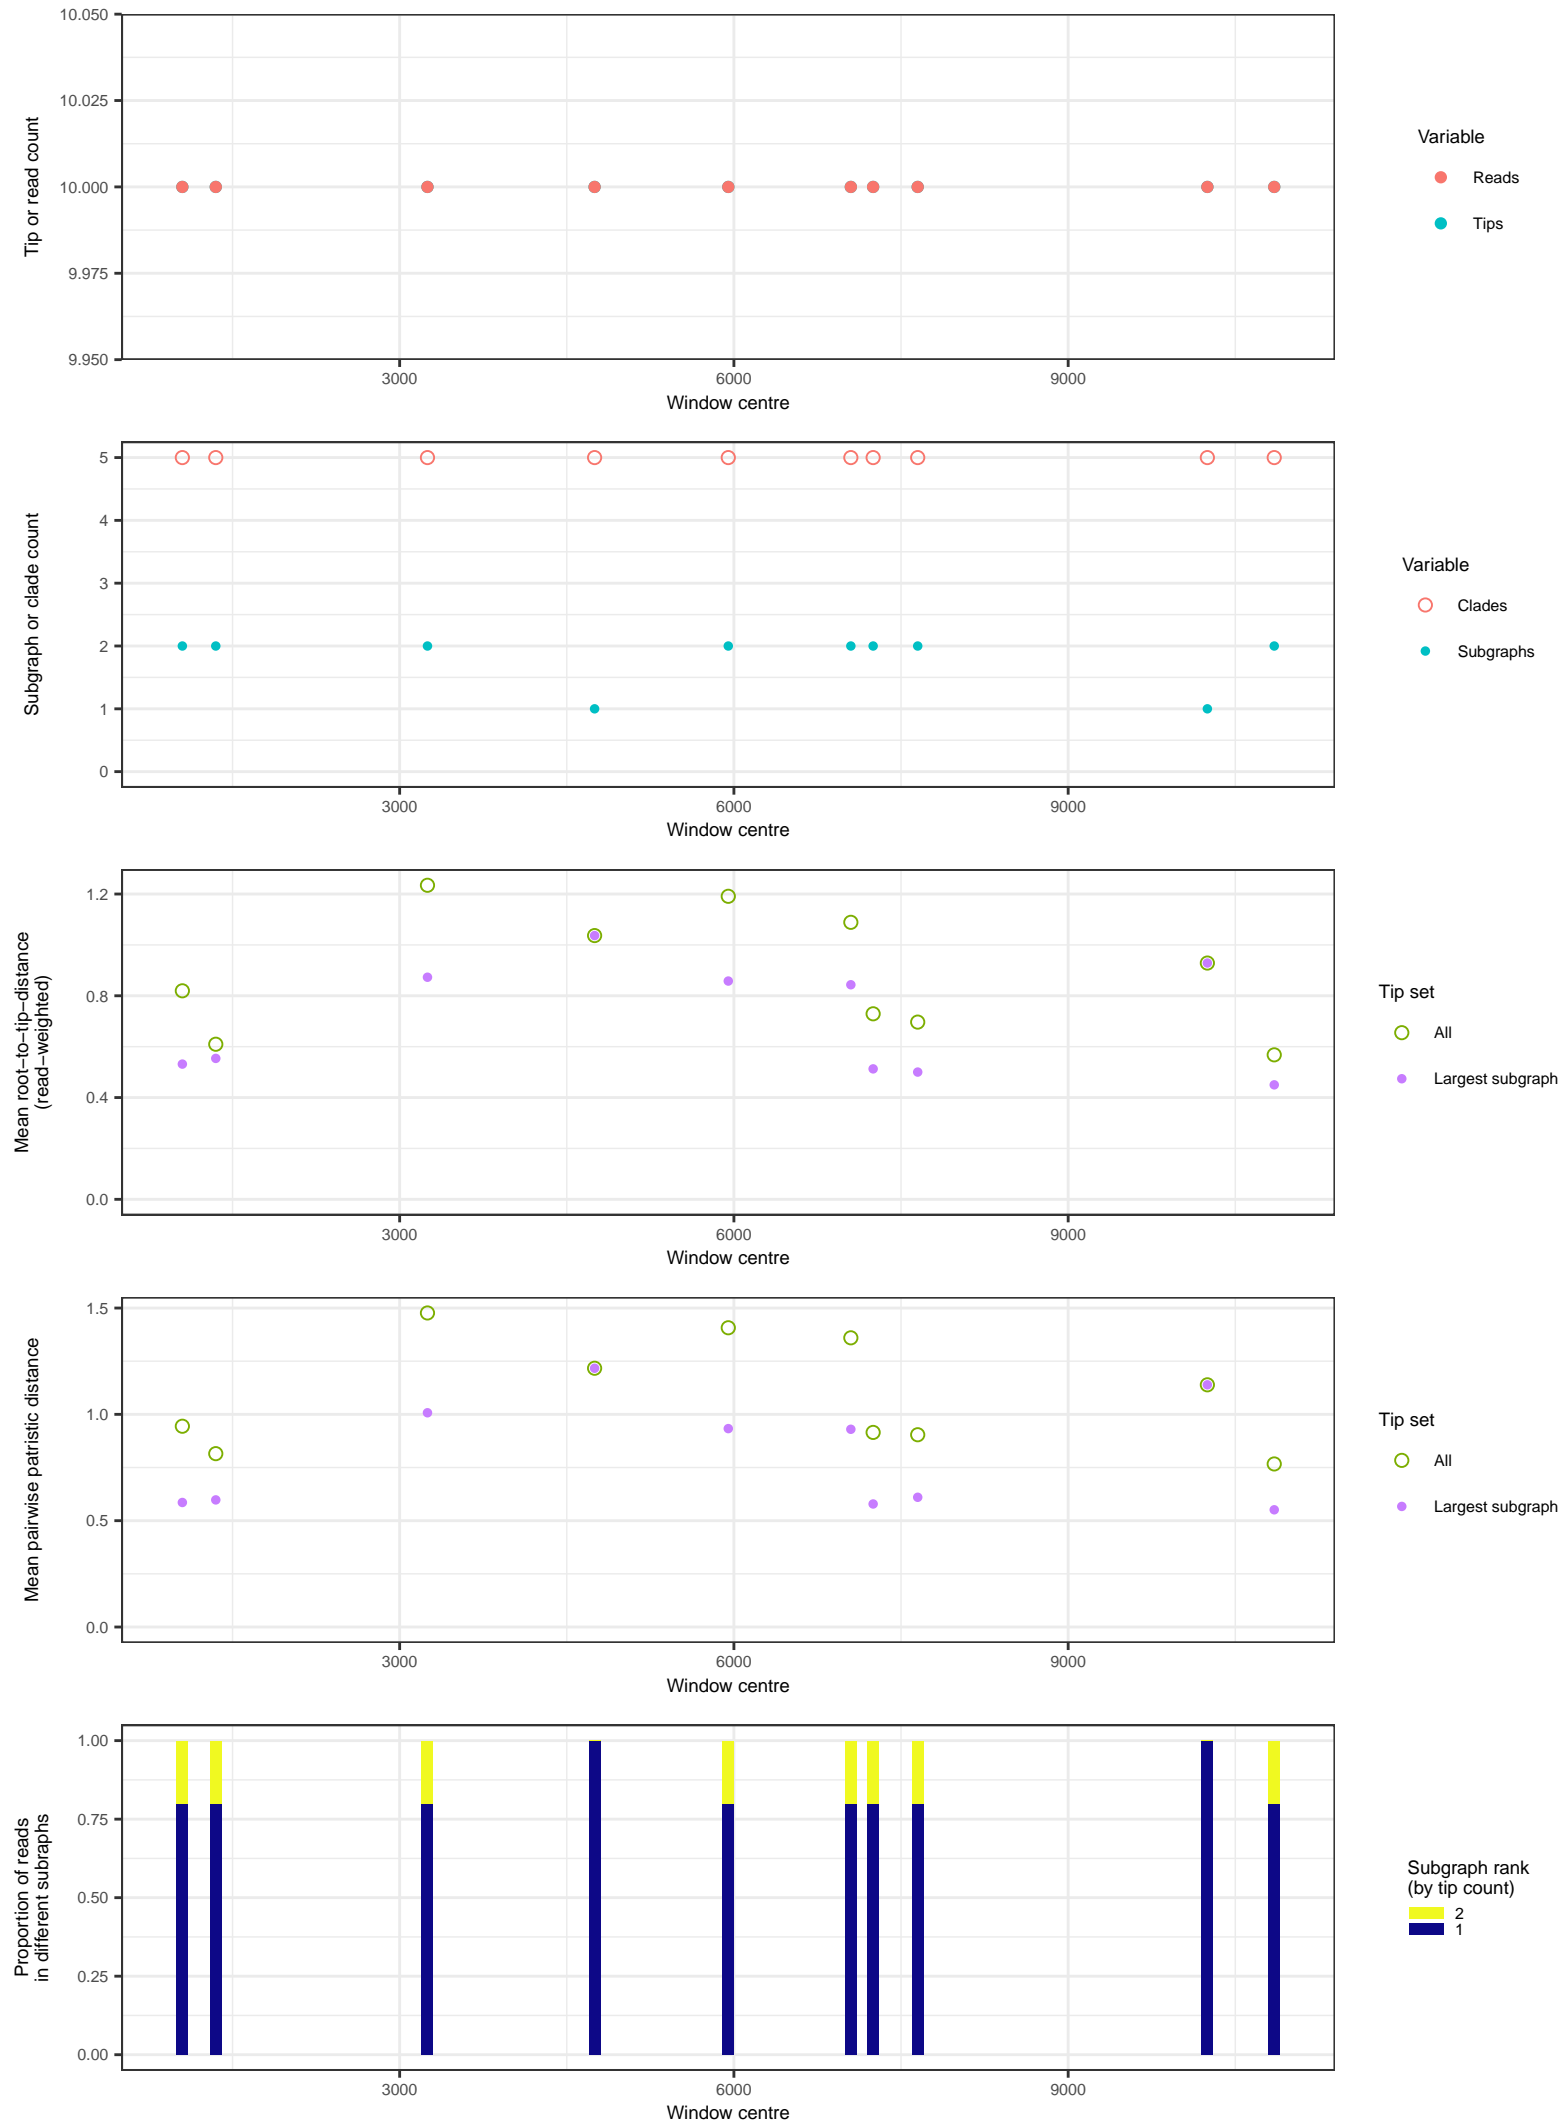 10.050
10.025
10.000
9.975
9.950
Tip or read count
3000
6000
9000
Window centre
Variable
Reads
Tips
5
4
3
2
1
0
Subgraph or clade count
3000
6000
9000
Window centre
Variable
Clades
Subgraphs
1.2
0.8
0.4
0.0
Mean root−to−tip−distance
(read−weighted)
3000
6000
9000
Window centre
Tip set
All
Largest subgraph
1.5
1.0
0.5
0.0
Mean pairwise patristic distance
3000
6000
9000
Window centre
Tip set
All
Largest subgraph
1.00
0.75
0.50
0.25
0.00
Proportion of reads
in different subraphs
3000
6000
9000
Window centre
Subgraph rank
(by tip count)
2
1